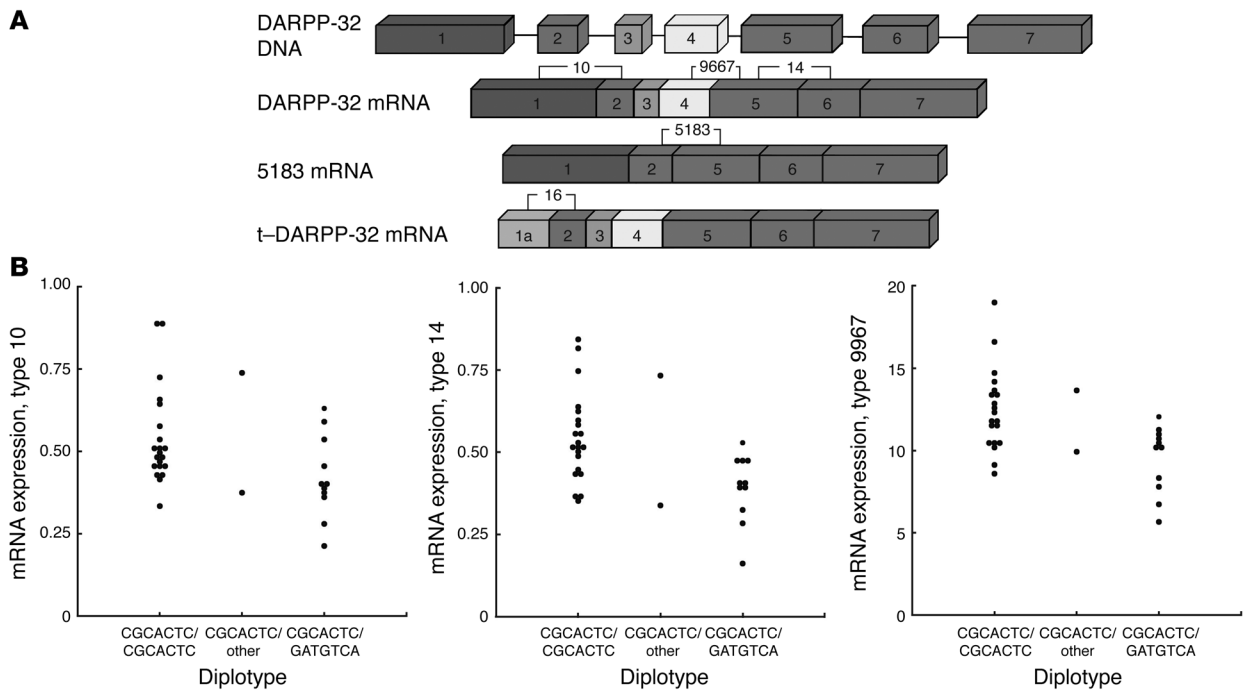 A
DARPP-32
DNA
1 2 3 4 5 6 7
10 9667 14
DARPP-32 mRNA
1 2 3 4 5 6 7
5183
5183 mRNA
1 2 5 6 7
16
t–DARPP-32 mRNA
1a 2 3 4 5 6 7
B
mRNA expression, type 10
1.00
0.75
0.50
0.25
0
CGCACTC/ CGCACTC/ CGCACTC/
CGCACTC other GATGTCA
Diplotype
mRNA expression, type 14
1.00
0.75
0.50
0.25
0
CGCACTC/ CGCACTC/ CGCACTC/
CGCACTC other GATGTCA
Diplotype
mRNA expression, type 9967
20
15
10
5
0
CGCACTC/ CGCACTC/ CGCACTC/
CGCACTC other GATGTCA
Diplotype